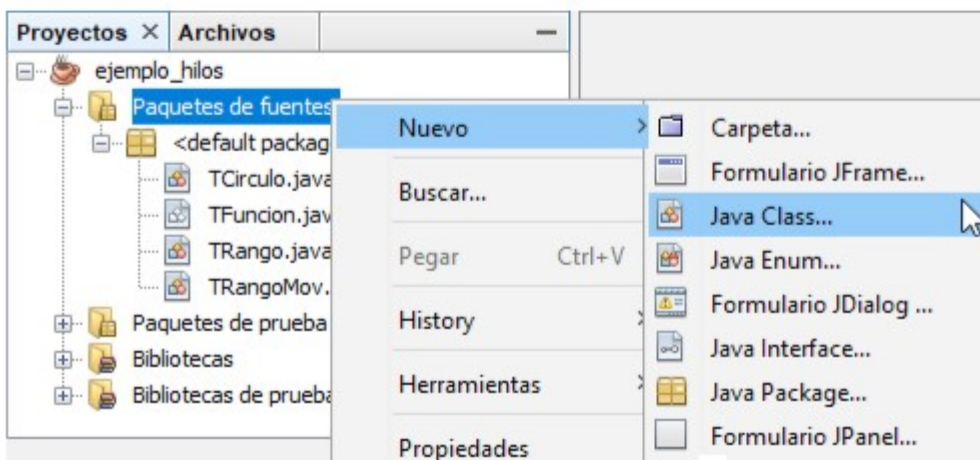 Proyectos × Archivos
ejemplo_hilos
Paquetes de fuentes
<default packag
TCirculo.java
TFuncion.jav
TRango.java
TRangoMov.
Paquetes de prueba
Bibliotecas
Bibliotecas de prueba
Nuevo
Buscar...
Pegar Ctrl+V
History
Herramientas
Propiedades
Carpeta...
Formulario JFrame...
Java Class...
Java Enum...
Formulario JDialog ...
Java Interface...
Java Package...
Formulario JPanel...